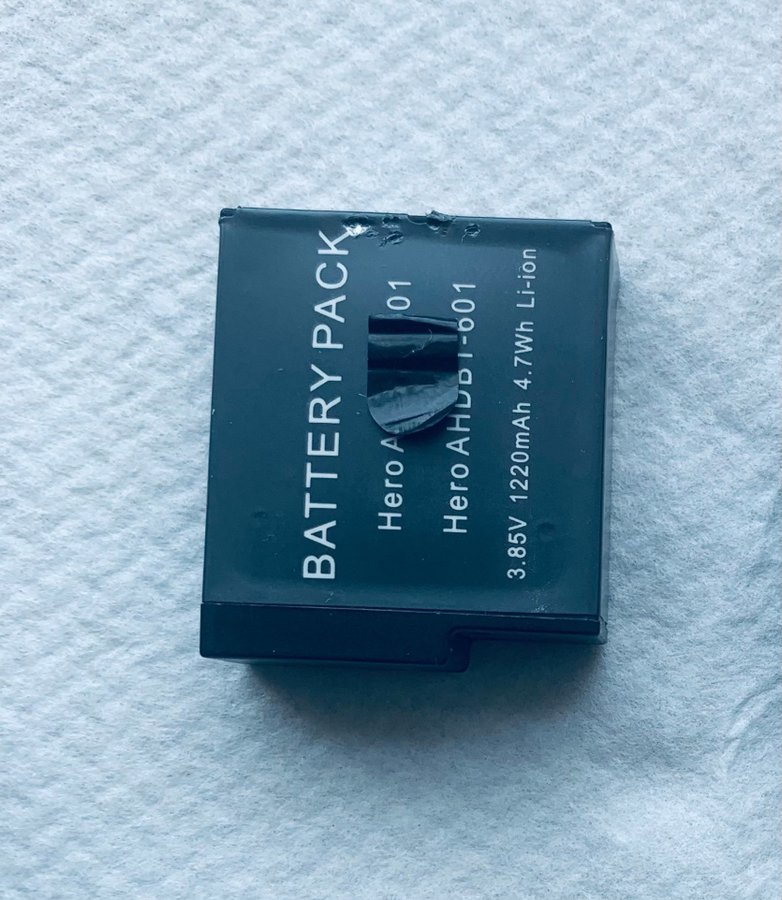 BATTERY PACK
Hero 01
Hero AHDBT-601
3.85V 1220mAh 4.7Wh Li-ion